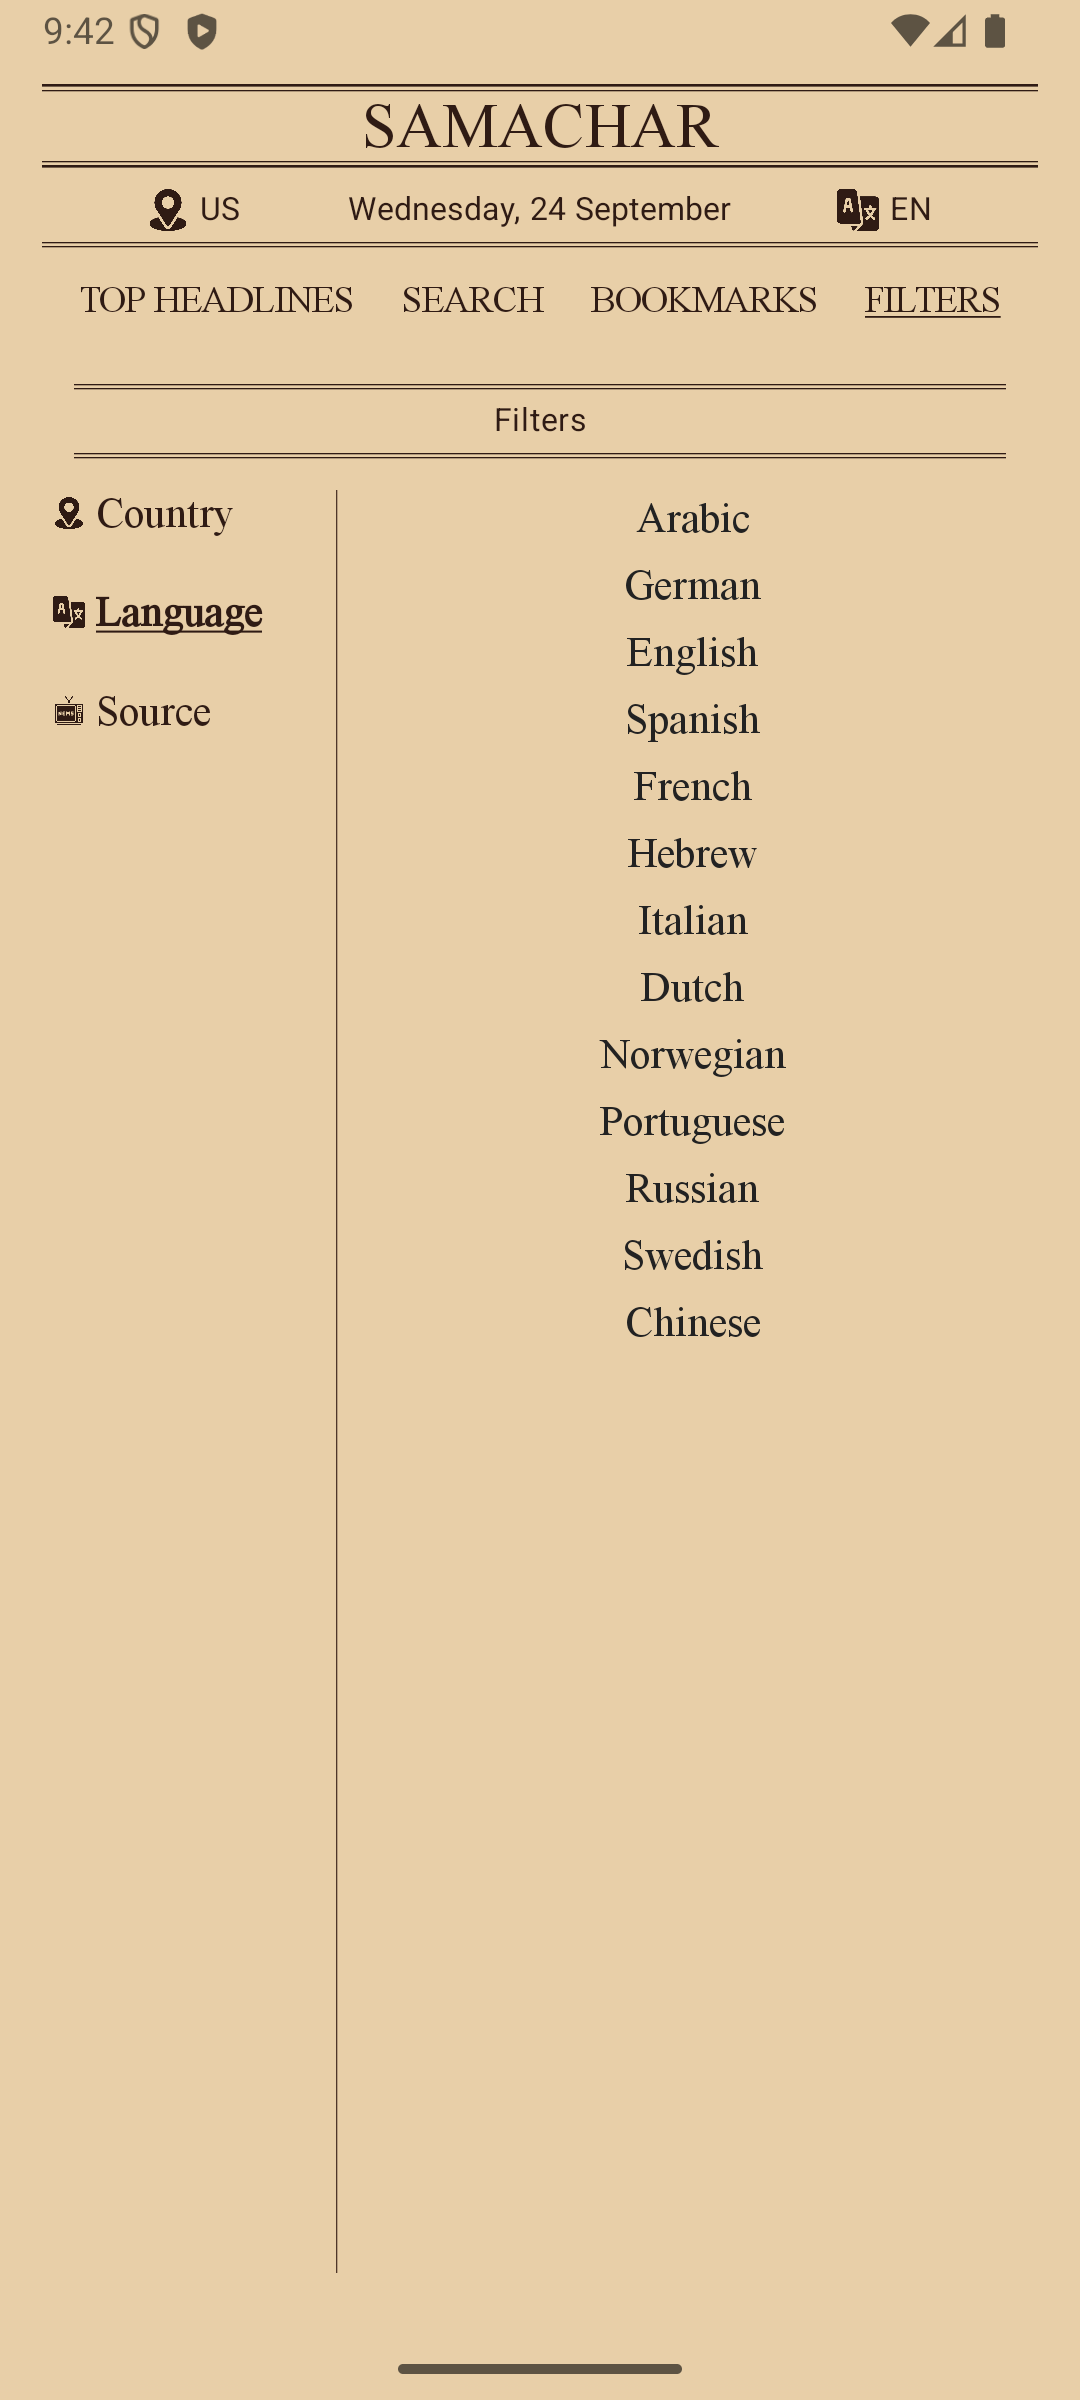 9:42
SAMACHAR
US Wednesday, 24 September EN
TOP HEADLINES SEARCH BOOKMARKS FILTERS
Filters
Country
Language
Source
Arabic
German
English
Spanish
French
Hebrew
Italian
Dutch
Norwegian
Portuguese
Russian
Swedish
Chinese